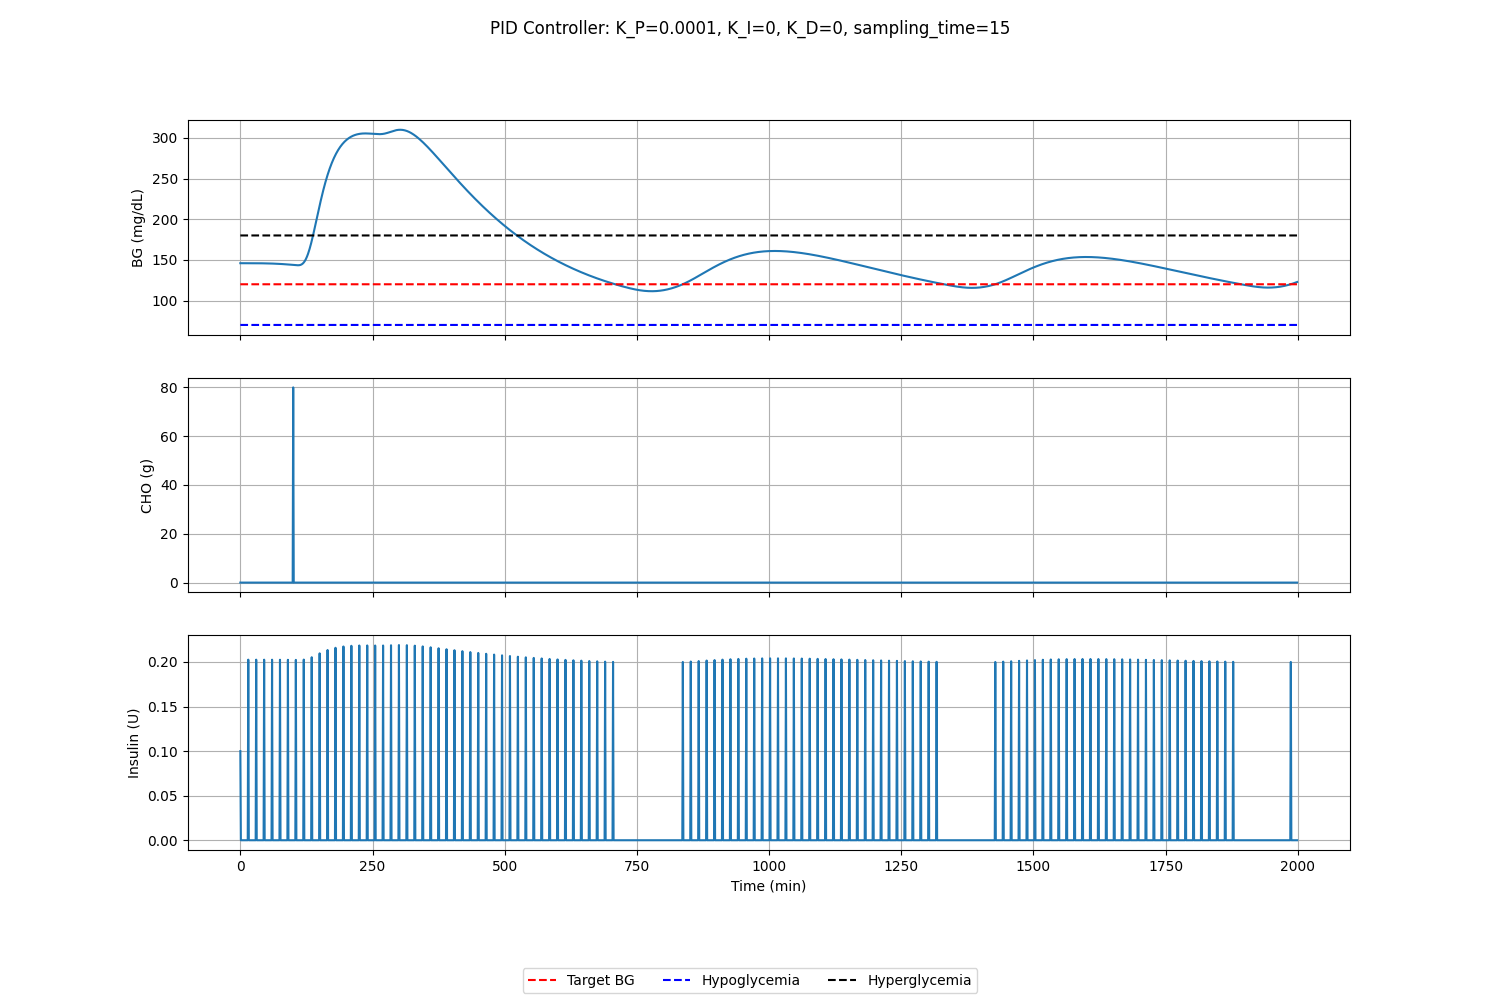 PID Controller: K_P=0.0001, K_I=0, K_D=0, sampling_time=15
300
250
200
150
100
BG (mg/dL)
80
60
40
20
0
CHO (g)
0.20
0.15
0.10
0.05
0.00
Insulin (U)
0 250 500 750 1000 1250 1500 1750 2000
Time (min)
Target BG Hypoglycemia Hyperglycemia